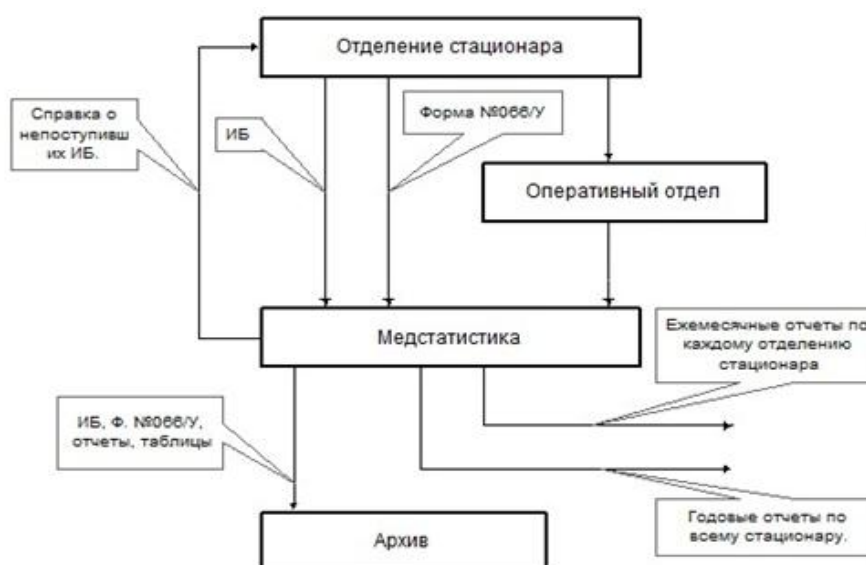 Отделение стационара
Справка о
непоступивш
их ИБ.
ИБ
Форма №066/У
Оперативный отдел
Медстатистика
Ежемесячные отчеты по
каждому отделению
стационара
ИБ, Ф. №066/У,
отчеты, таблицы
Годовые отчеты по
всему стационару.
Архив